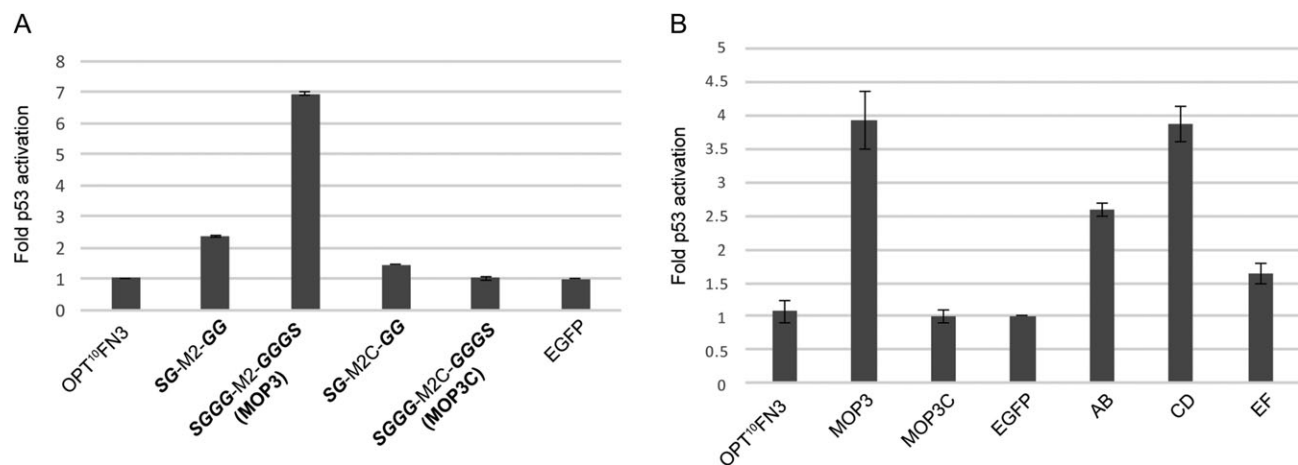 A
Fold p53 activation
8
7
6
5
4
3
2
1
0
OPT¹⁰FN3
SG-M2-GG
SGGG-M2-GGGS
(MOP3)
SG-M2C-GG
SGGG-M2C-GGGS
(MOP3C)
EGFP
B
Fold p53 activation
5
4.5
4
3.5
3
2.5
2
1.5
1
0.5
0
OPT¹⁰FN3
MOP3
MOP3C
EGFP
AB
CD
EF